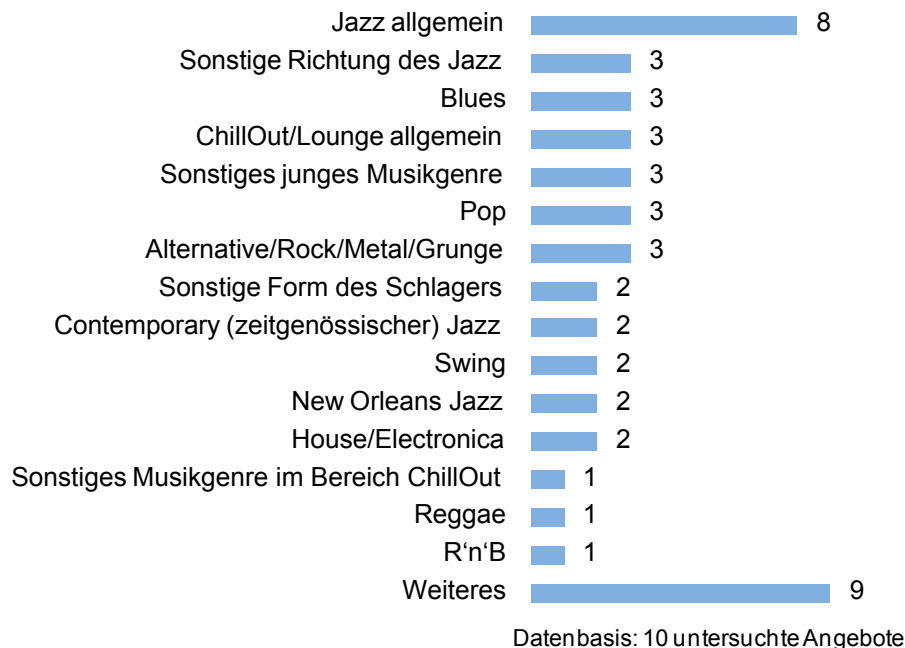 Jazz allgemein 8
Sonstige Richtung des Jazz 3
Blues 3
ChillOut/Lounge allgemein 3
Sonstiges junges Musikgenre 3
Pop 3
Alternative/Rock/Metal/Grunge 3
Sonstige Form des Schlagers 2
Contemporary (zeitgenössischer) Jazz 2
Swing 2
New Orleans Jazz 2
House/Electronica 2
Sonstiges Musikgenre im Bereich ChillOut 1
Reggae 1
R‘n‘B 1
Weiteres 9
Datenbasis: 10 untersuchte Angebote